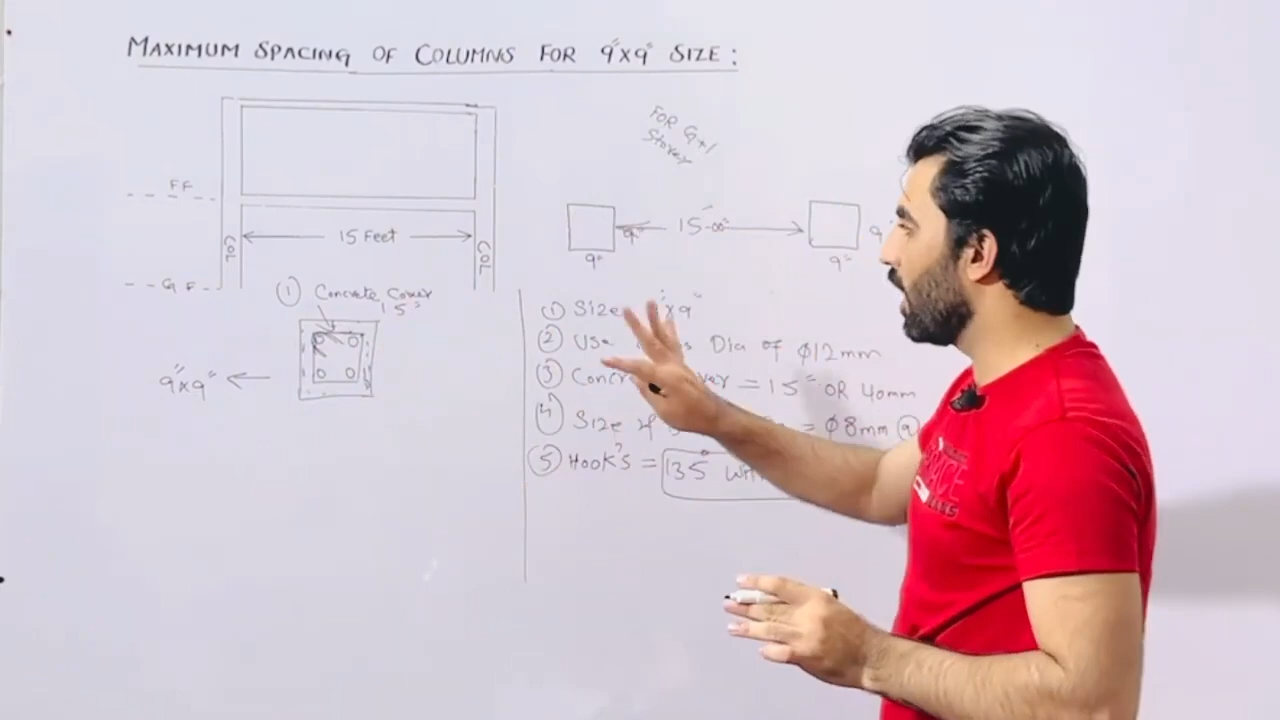 MAXIMUM SPACING OF COLUMNS FOR 9"x9" SIZE:
FOR G+1
Storey
FF
15 Feet
COL
COL
GF
15'-00"
9"
9"
9"
9"
① Concrete Cover
1.5"
9"x9"
① Size 9"x9"
② Use Dia of φ12mm
③ Concrete Cover = 1.5" OR 40mm
④ Size of = φ8mm @
⑤ Hook's = 135°